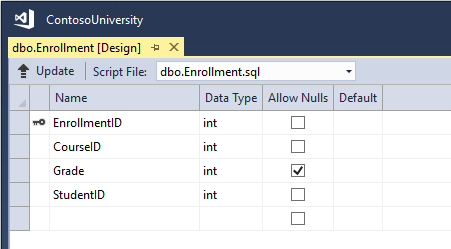 ContosoUniversity
dbo.Enrollment [Design]
Update Script File: dbo.Enrollment.sql
Name Data Type Allow Nulls Default
EnrollmentID int
CourseID int
Grade int
StudentID int